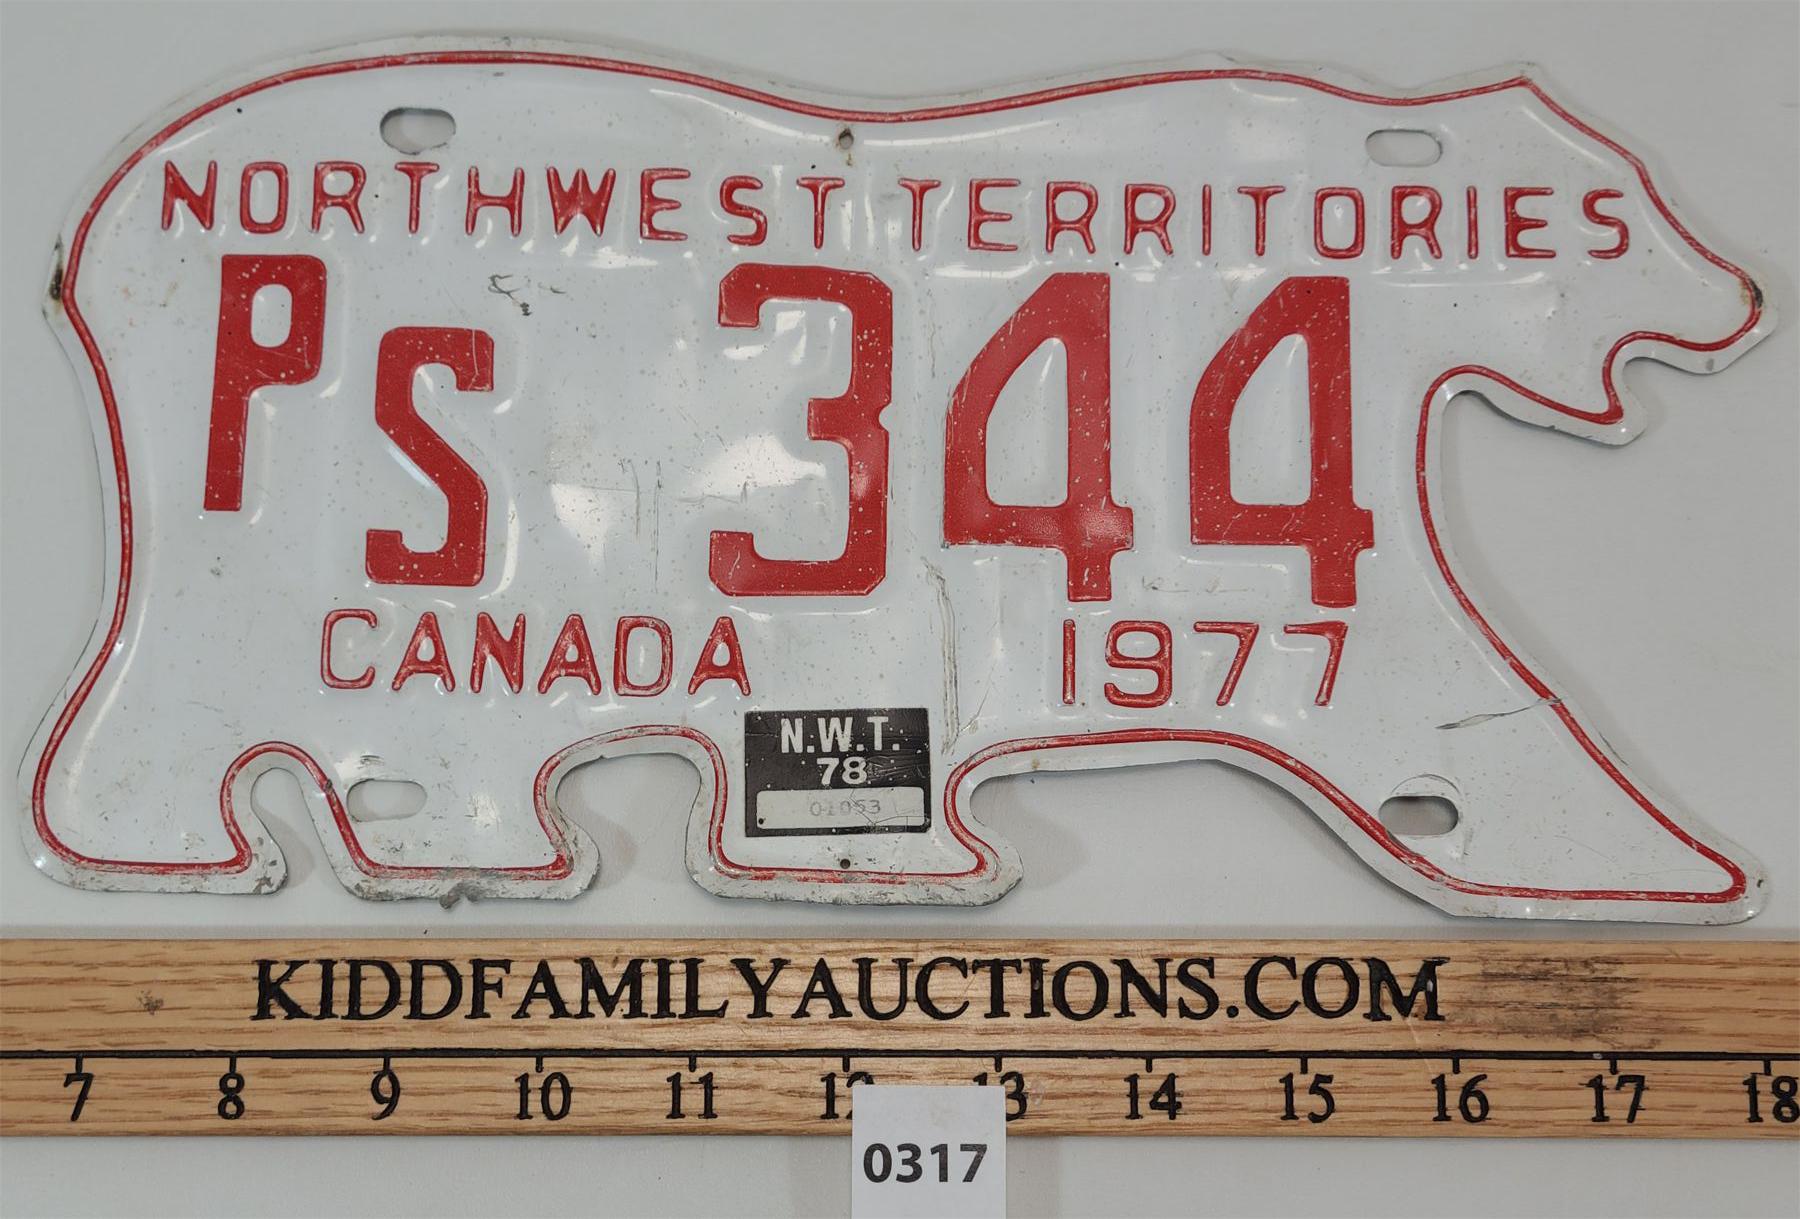 NORTHWEST TERRITORIES
PS 344
CANADA 1977
N.W.T.
78
01053
KIDDFAMILYAUCTIONS.COM
7 8 9 10 11 12 13 14 15 16 17 18
0317